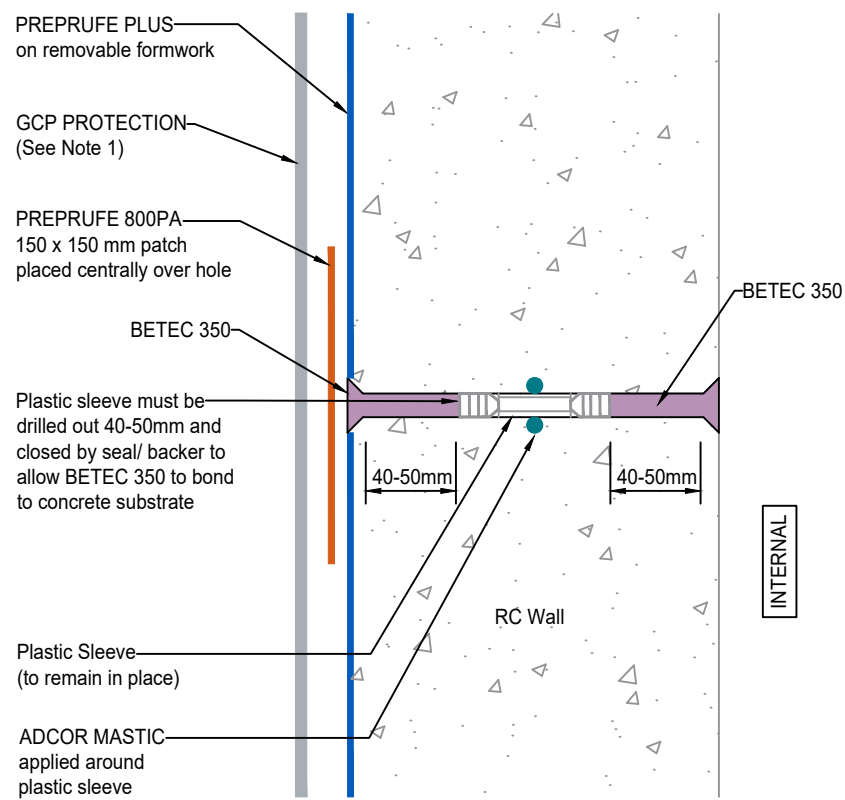 PREPRUFE PLUS
on removable formwork
GCP PROTECTION
(See Note 1)
PREPRUFE 800PA
150 x 150 mm patch
placed centrally over hole
BETEC 350
BETEC 350
Plastic sleeve must be
drilled out 40-50mm and
closed by seal/ backer to
allow BETEC 350 to bond
to concrete substrate
40-50mm
40-50mm
INTERNAL
RC Wall
Plastic Sleeve
(to remain in place)
ADCOR MASTIC
applied around
plastic sleeve